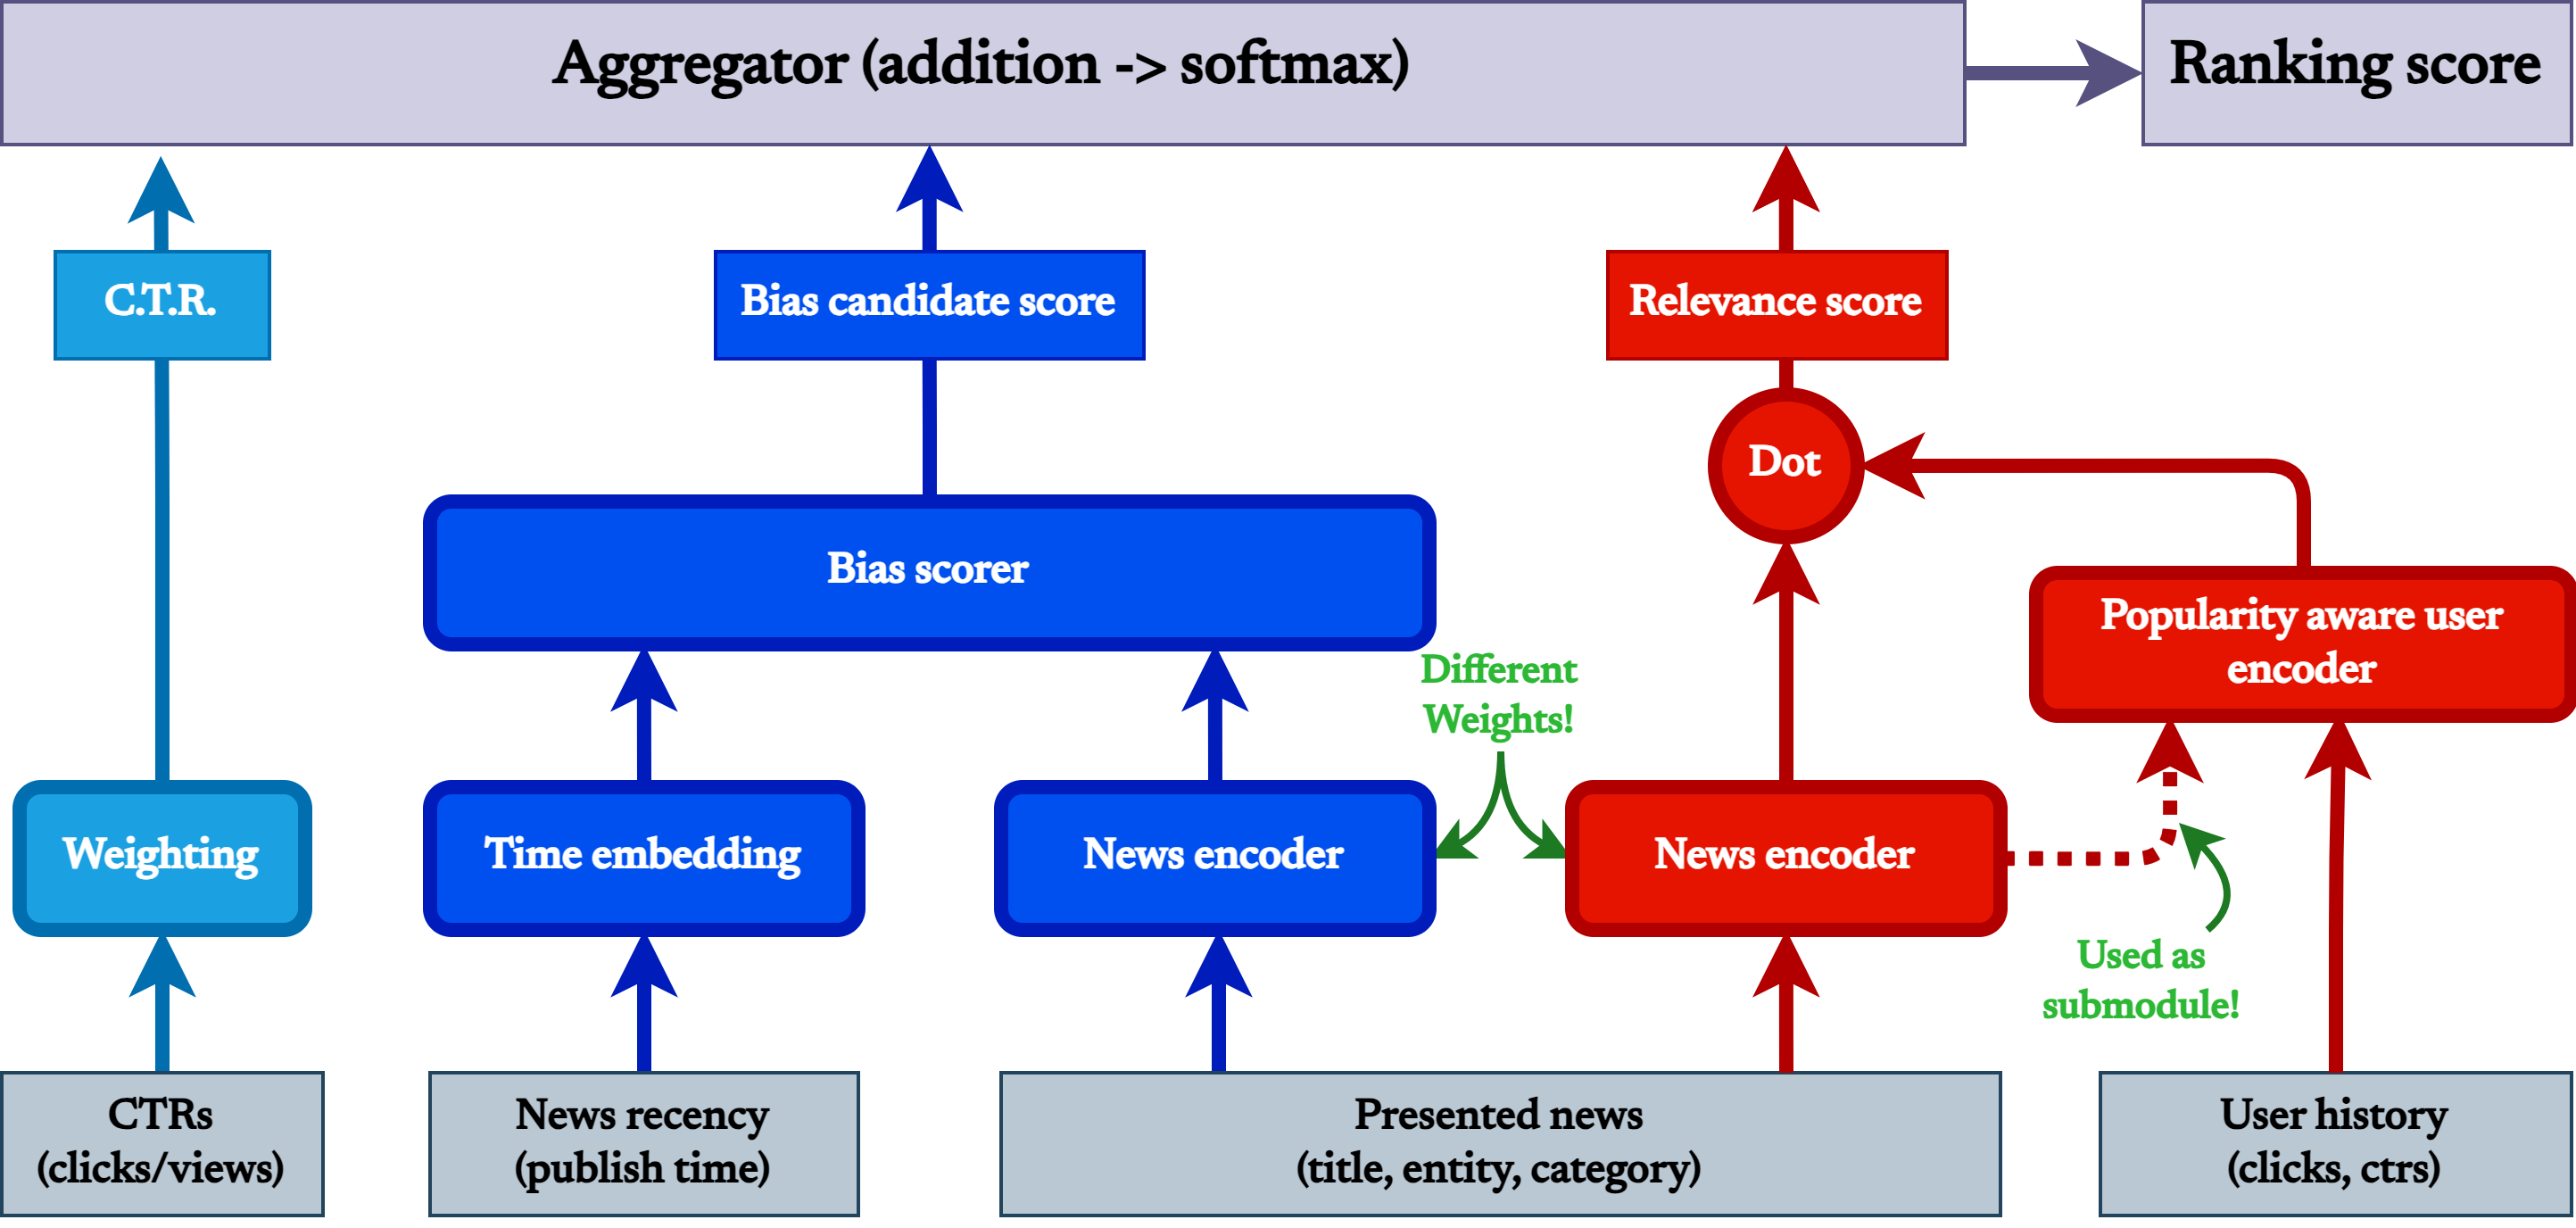 Aggregator (addition -> softmax)
Ranking score
C.T.R.
Bias candidate score
Relevance score
Dot
Bias scorer
Popularity aware user
encoder
Different
Weights!
Weighting
Time embedding
News encoder
News encoder
Used as
submodule!
CTRs
(clicks/views)
News recency
(publish time)
Presented news
(title, entity, category)
User history
(clicks, ctrs)